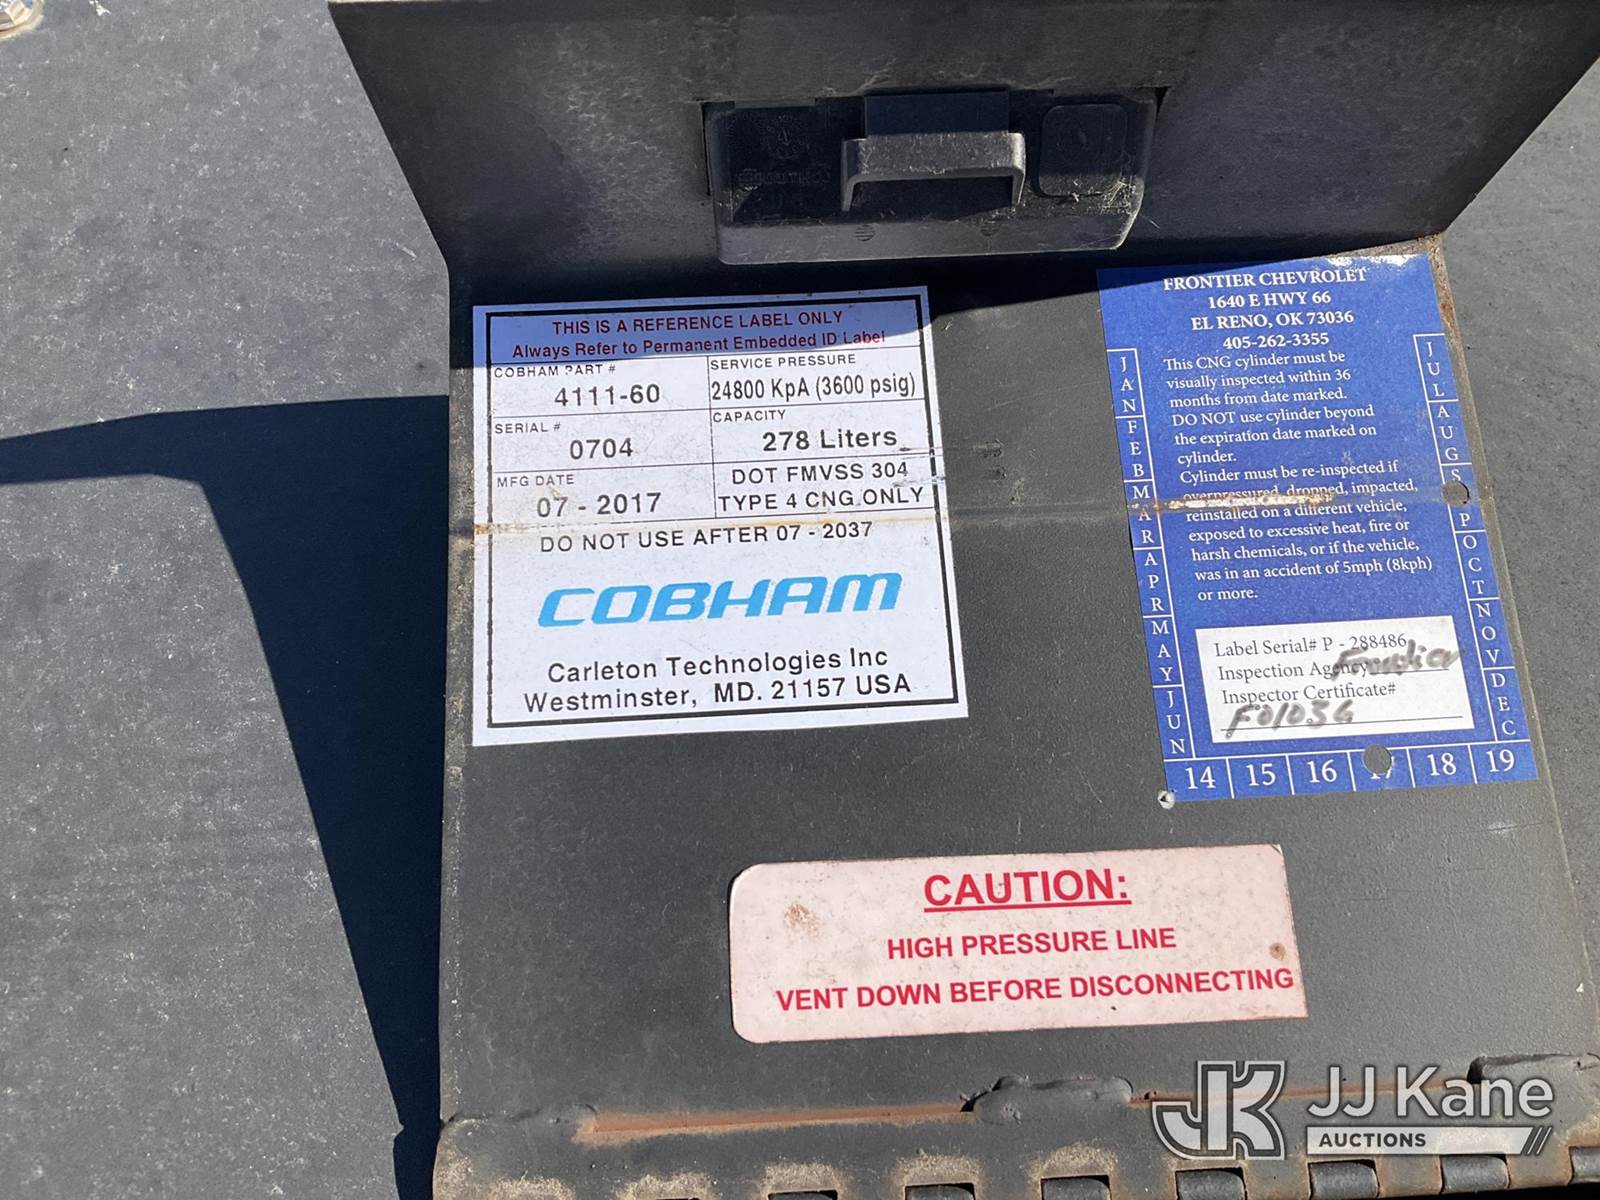 THIS IS A REFERENCE LABEL ONLY
Always Refer to Permanent Embedded ID Label
COBHAM PART #
4111-60
SERVICE PRESSURE
24800 KpA (3600 psig)
SERIAL #
0704
CAPACITY
278 Liters
MFG DATE
07 - 2017
DOT FMVSS 304
TYPE 4 CNG ONLY
DO NOT USE AFTER 07 - 2037
COBHAM
Carleton Technologies Inc
Westminster, MD. 21157 USA
FRONTIER CHEVROLET
1640 E HWY 66
EL RENO, OK 73036
405-262-3355
This CNG cylinder must be
visually inspected within 36
months from date marked.
DO NOT use cylinder beyond
the expiration date marked on
cylinder.
Cylinder must be re-inspected if
overpressured, dropped, impacted,
reinstalled on a different vehicle,
exposed to excessive heat, fire or
harsh chemicals, or if the vehicle,
was in an accident of 5mph (8kph)
or more.
JAN FEB MAR APR MAY JUN
JUL AUG SP OCT NOV DEC
Label Serial# P - 288486
Inspection Agency Frontier
Inspector Certificate#
F01036
14 15 16 17 18 19
CAUTION:
HIGH PRESSURE LINE
VENT DOWN BEFORE DISCONNECTING
JK JJ Kane
AUCTIONS